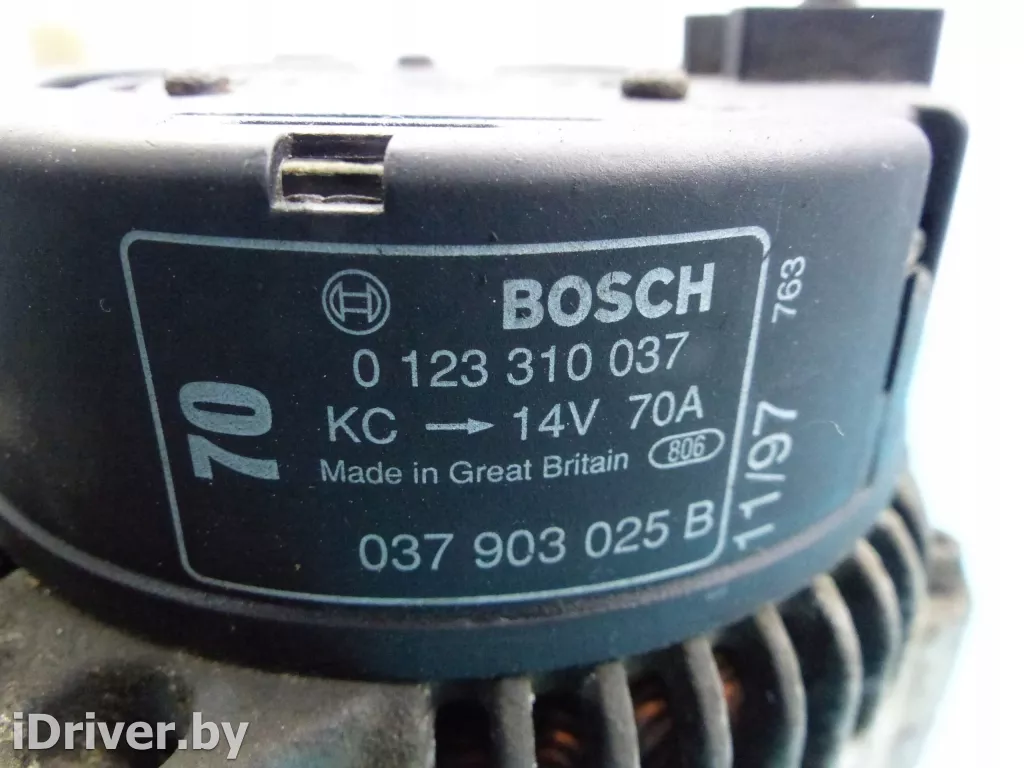 BOSCH
0 123 310 037
KC → 14V 70A
Made in Great Britain 806
037 903 025 B
70
11/97 763
iDriver.by